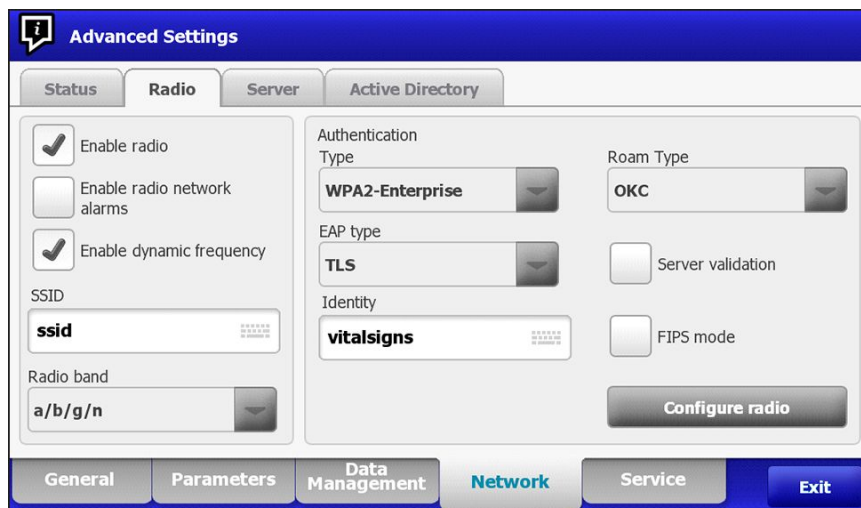 Advanced Settings
Status
Radio
Server
Active Directory
Enable radio
Enable radio network
alarms
Enable dynamic frequency
SSID
ssid
Radio band
a/b/g/n
Authentication
Type
WPA2-Enterprise
EAP type
TLS
Identity
vitalsigns
Roam Type
OKC
Server validation
FIPS mode
Configure radio
General
Parameters
Data
Management
Network
Service
Exit